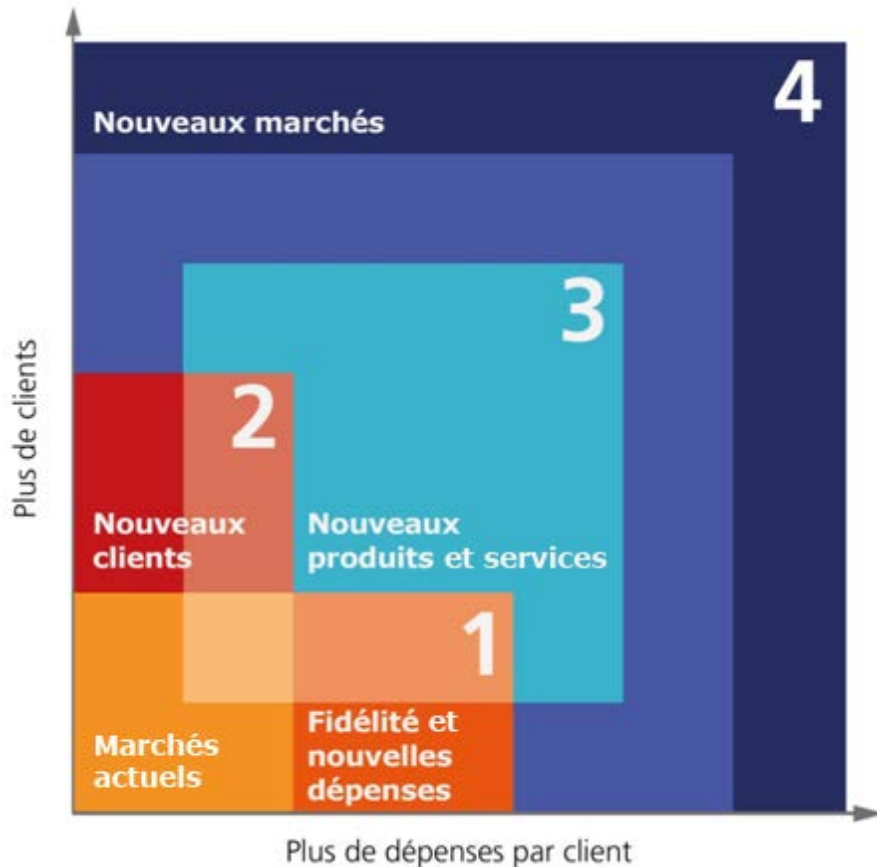 4
Nouveaux marchés
3
2
Nouveaux
clients
Nouveaux
produits et services
1
Marchés
actuels
Fidélité et
nouvelles
dépenses
Plus de clients
Plus de dépenses par client